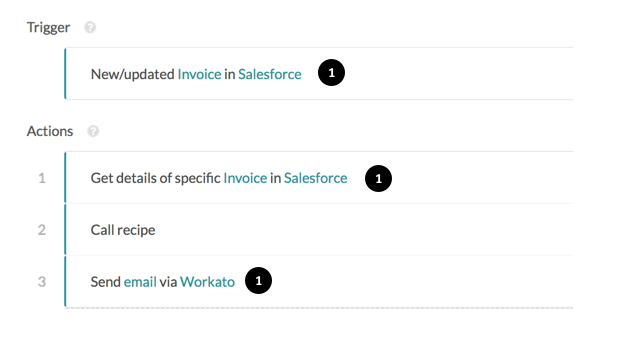 Trigger ?
New/updated Invoice in Salesforce 1
Actions ?
1 Get details of specific Invoice in Salesforce 1
2 Call recipe
3 Send email via Workato 1